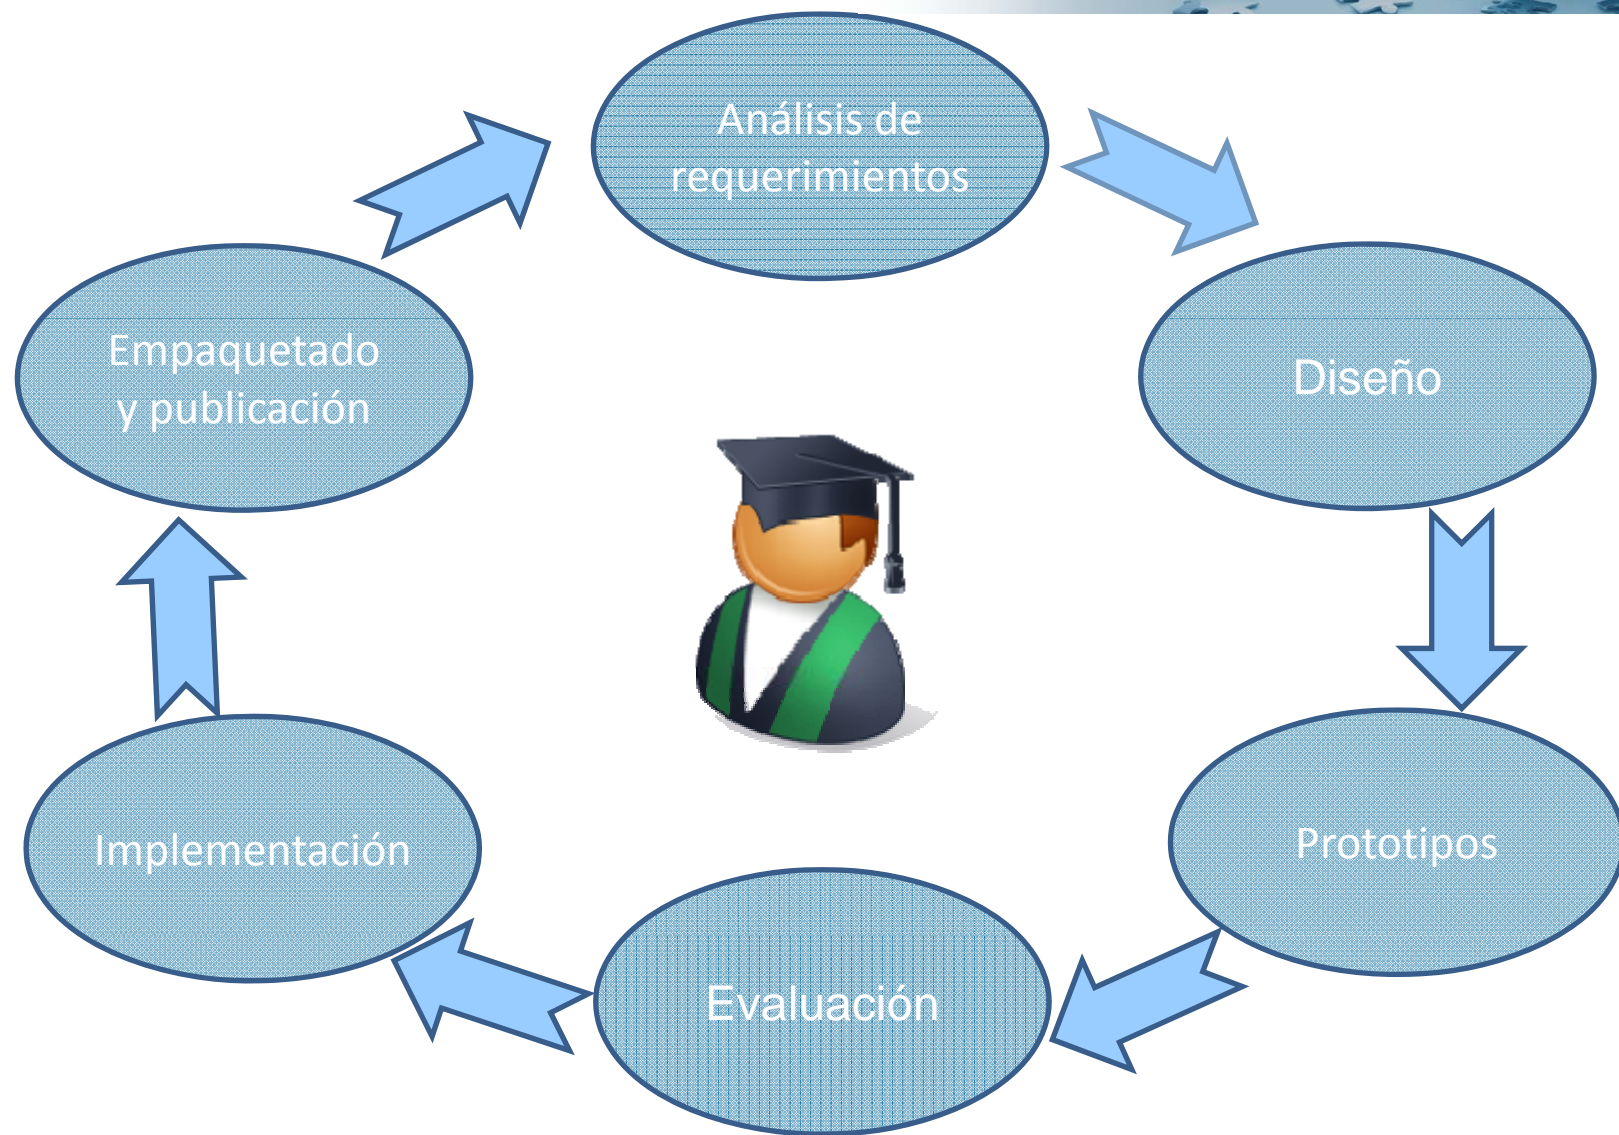 Análisis de
requerimientos
Diseño
Prototipos
Evaluación
Implementación
Empaquetado
y publicación